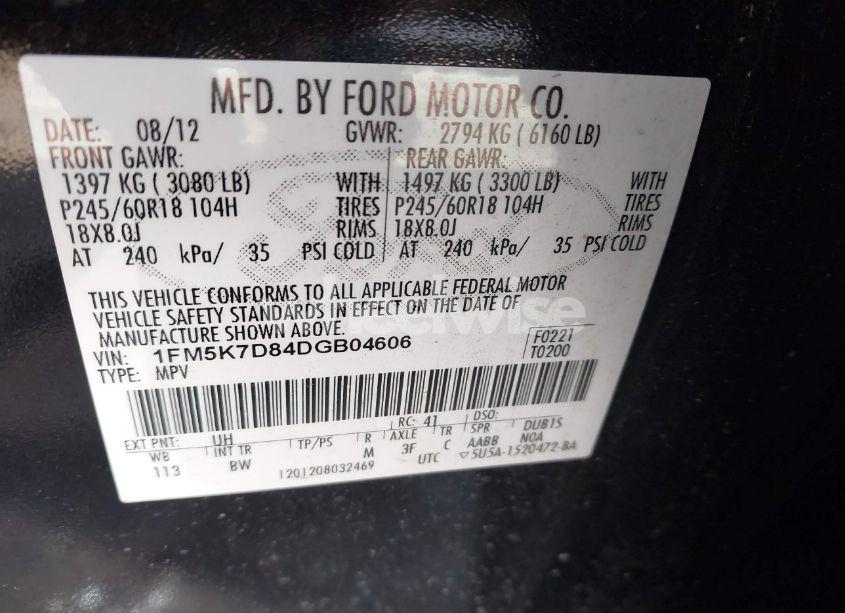 MFD. BY FORD MOTOR CO.
DATE: 08/12 GVWR: 2794 KG ( 6160 LB)
FRONT GAWR: REAR GAWR:
1397 KG ( 3080 LB) WITH 1497 KG ( 3300 LB) WITH
P245/60R18 104H TIRES P245/60R18 104H TIRES
18X8.0J RIMS 18X8.0J RIMS
AT 240 kPa/ 35 PSI COLD AT 240 kPa/ 35 PSI COLD
THIS VEHICLE CONFORMS TO ALL APPLICABLE FEDERAL MOTOR
VEHICLE SAFETY STANDARDS IN EFFECT ON THE DATE OF
MANUFACTURE SHOWN ABOVE.
VIN: 1FM5K7D84DGB04606 F0221
TYPE: MPV T0200
EXT PNT: UH RC: 41 DSO:
WB INT TR TP/PS R AXLE TR SPR DUB1S
113 BW M 3F C AABB NOA
1201208032469 UTC ▽5U5A-1520472-BA